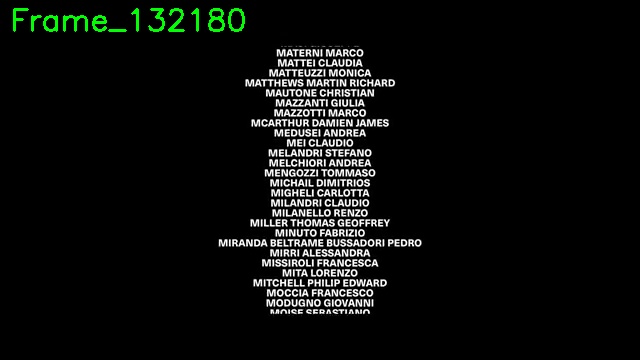 Frame_132180
MATERNI MARCO
MATTEI CLAUDIA
MATTEUZZI MONICA
MATTHEWS MARTIN RICHARD
MAUTONE CHRISTIAN
MAZZANTI GIULIA
MAZZOTTI MARCO
MCARTHUR DAMIEN JAMES
MEDUSEI ANDREA
MEI CLAUDIO
MELANDRI STEFANO
MELCHIORI ANDREA
MENGOZZI TOMMASO
MICHAIL DIMITRIOS
MIGHELI CARLOTTA
MILANDRI CLAUDIO
MILANELLO RENZO
MILLER THOMAS GEOFFREY
MINUTO FABRIZIO
MIRANDA BELTRAME BUSSADORI PEDRO
MIRRI ALESSANDRA
MISSIROLI FRANCESCA
MITA LORENZO
MITCHELL PHILIP EDWARD
MOCCIA FRANCESCO
MODUGNO GIOVANNI
MOISE SEBASTIANO